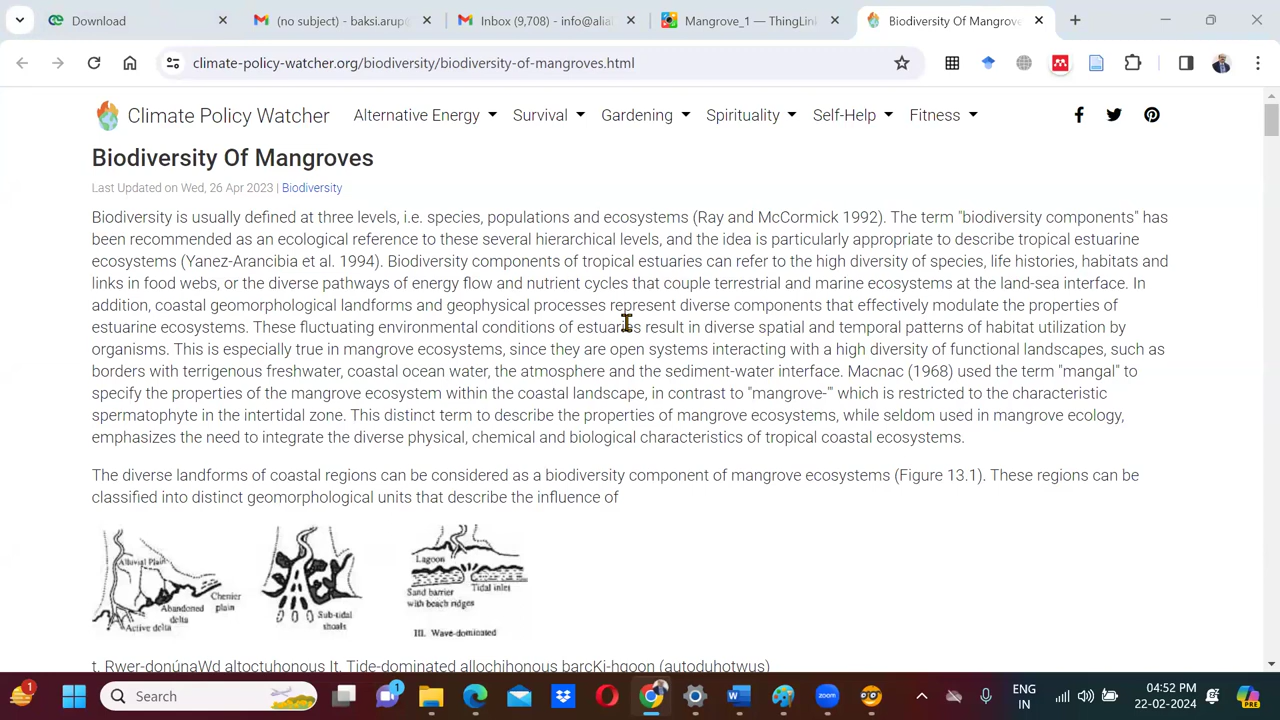 Download
(no subject) - baksi.arup
Inbox (9,708) - info@alia
Mangrove_1 — ThingLin
Biodiversity Of Mangrove
climate-policy-watcher.org/biodiversity/biodiversity-of-mangroves.html
Climate Policy Watcher
Alternative Energy
Survival
Gardening
Spirituality
Self-Help
Fitness
Biodiversity Of Mangroves
Last Updated on Wed, 26 Apr 2023 | Biodiversity
Biodiversity is usually defined at three levels, i.e. species, populations and ecosystems (Ray and McCormick 1992). The term "biodiversity components" has
been recommended as an ecological reference to these several hierarchical levels, and the idea is particularly appropriate to describe tropical estuarine
ecosystems (Yanez-Arancibia et al. 1994). Biodiversity components of tropical estuaries can refer to the high diversity of species, life histories, habitats and
links in food webs, or the diverse pathways of energy flow and nutrient cycles that couple terrestrial and marine ecosystems at the land-sea interface. In
addition, coastal geomorphological landforms and geophysical processes represent diverse components that effectively modulate the properties of
estuarine ecosystems. These fluctuating environmental conditions of estuaries result in diverse spatial and temporal patterns of habitat utilization by
organisms. This is especially true in mangrove ecosystems, since they are open systems interacting with a high diversity of functional landscapes, such as
borders with terrigenous freshwater, coastal ocean water, the atmosphere and the sediment-water interface. Macnac (1968) used the term "mangal" to
specify the properties of the mangrove ecosystem within the coastal landscape, in contrast to "mangrove-'" which is restricted to the characteristic
spermatophyte in the intertidal zone. This distinct term to describe the properties of mangrove ecosystems, while seldom used in mangrove ecology,
emphasizes the need to integrate the diverse physical, chemical and biological characteristics of tropical coastal ecosystems.
The diverse landforms of coastal regions can be considered as a biodiversity component of mangrove ecosystems (Figure 13.1). These regions can be
classified into distinct geomorphological units that describe the influence of
Alluvial Plain
Chenier
plain
Abandoned
delta
Active delta
Sub-tidal
shoals
Lagoon
Sand barrier
with beach ridges
Tidal inlet
III. Wave-dominated
t. Rwer-donúnaWd altoctuhonous It. Tide-dominated allochihonous barcKi-hgoon (autoduhotwus)
1
Search
1
zoom
ENG
IN
04:52 PM
22-02-2024
PRE